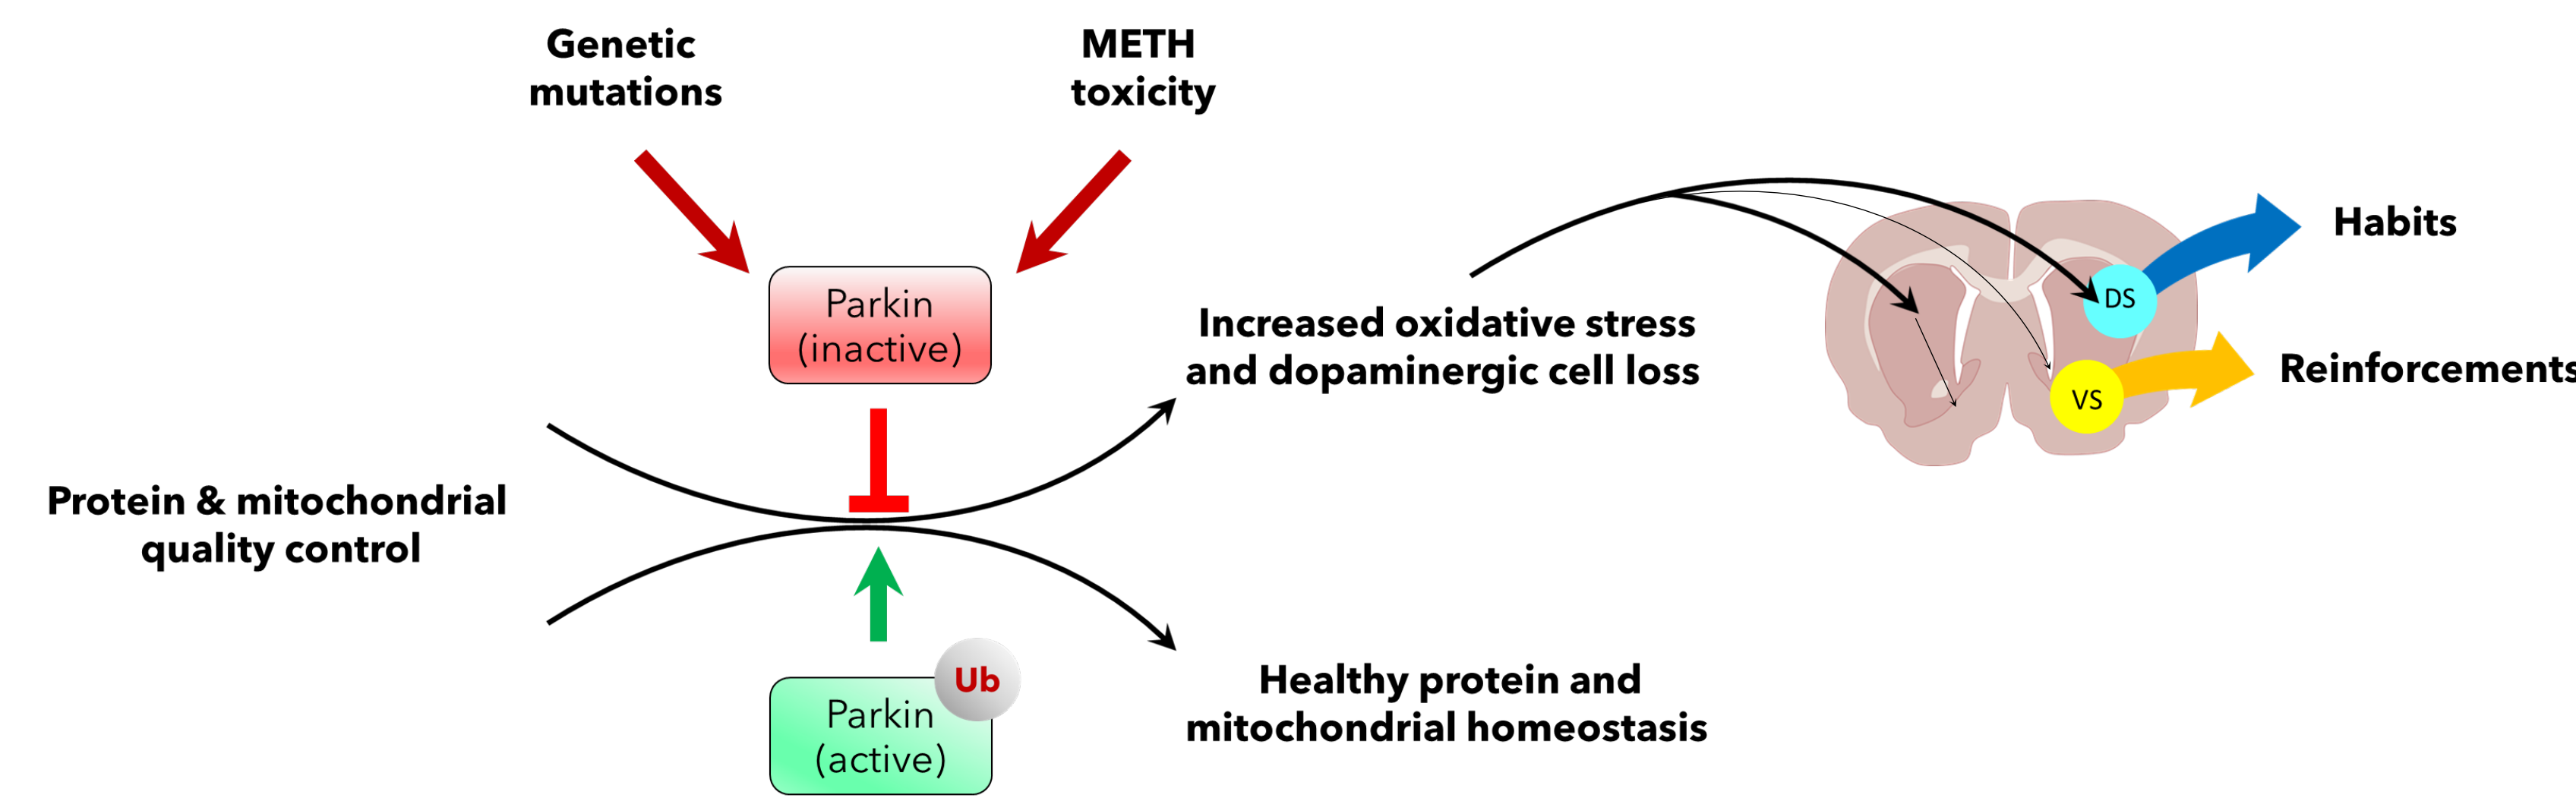 Genetic
mutations
METH
toxicity
Parkin
(inactive)
Increased oxidative stress
and dopaminergic cell loss
DS
Habits
VS
Reinforcements
Protein & mitochondrial
quality control
Ub
Parkin
(active)
Healthy protein and
mitochondrial homeostasis